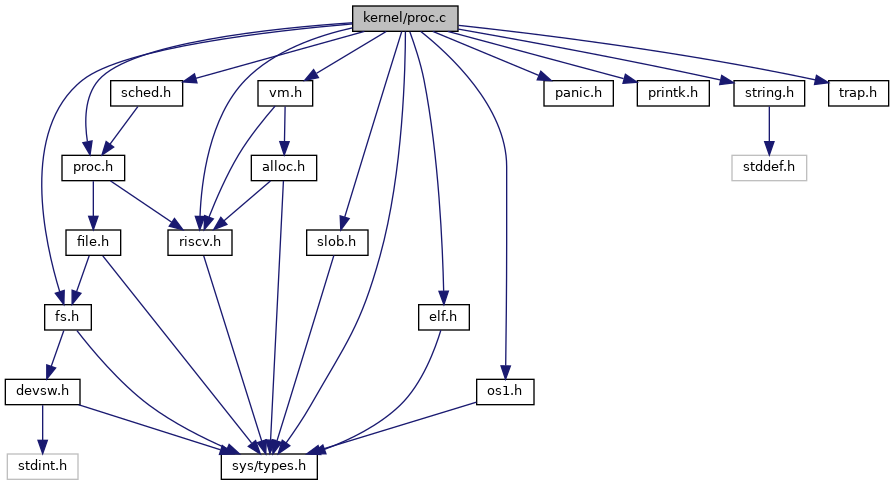 kernel/proc.c
sched.h
vm.h
panic.h
printk.h
string.h
trap.h
proc.h
alloc.h
stddef.h
file.h
riscv.h
slob.h
fs.h
elf.h
devsw.h
os1.h
stdint.h
sys/types.h